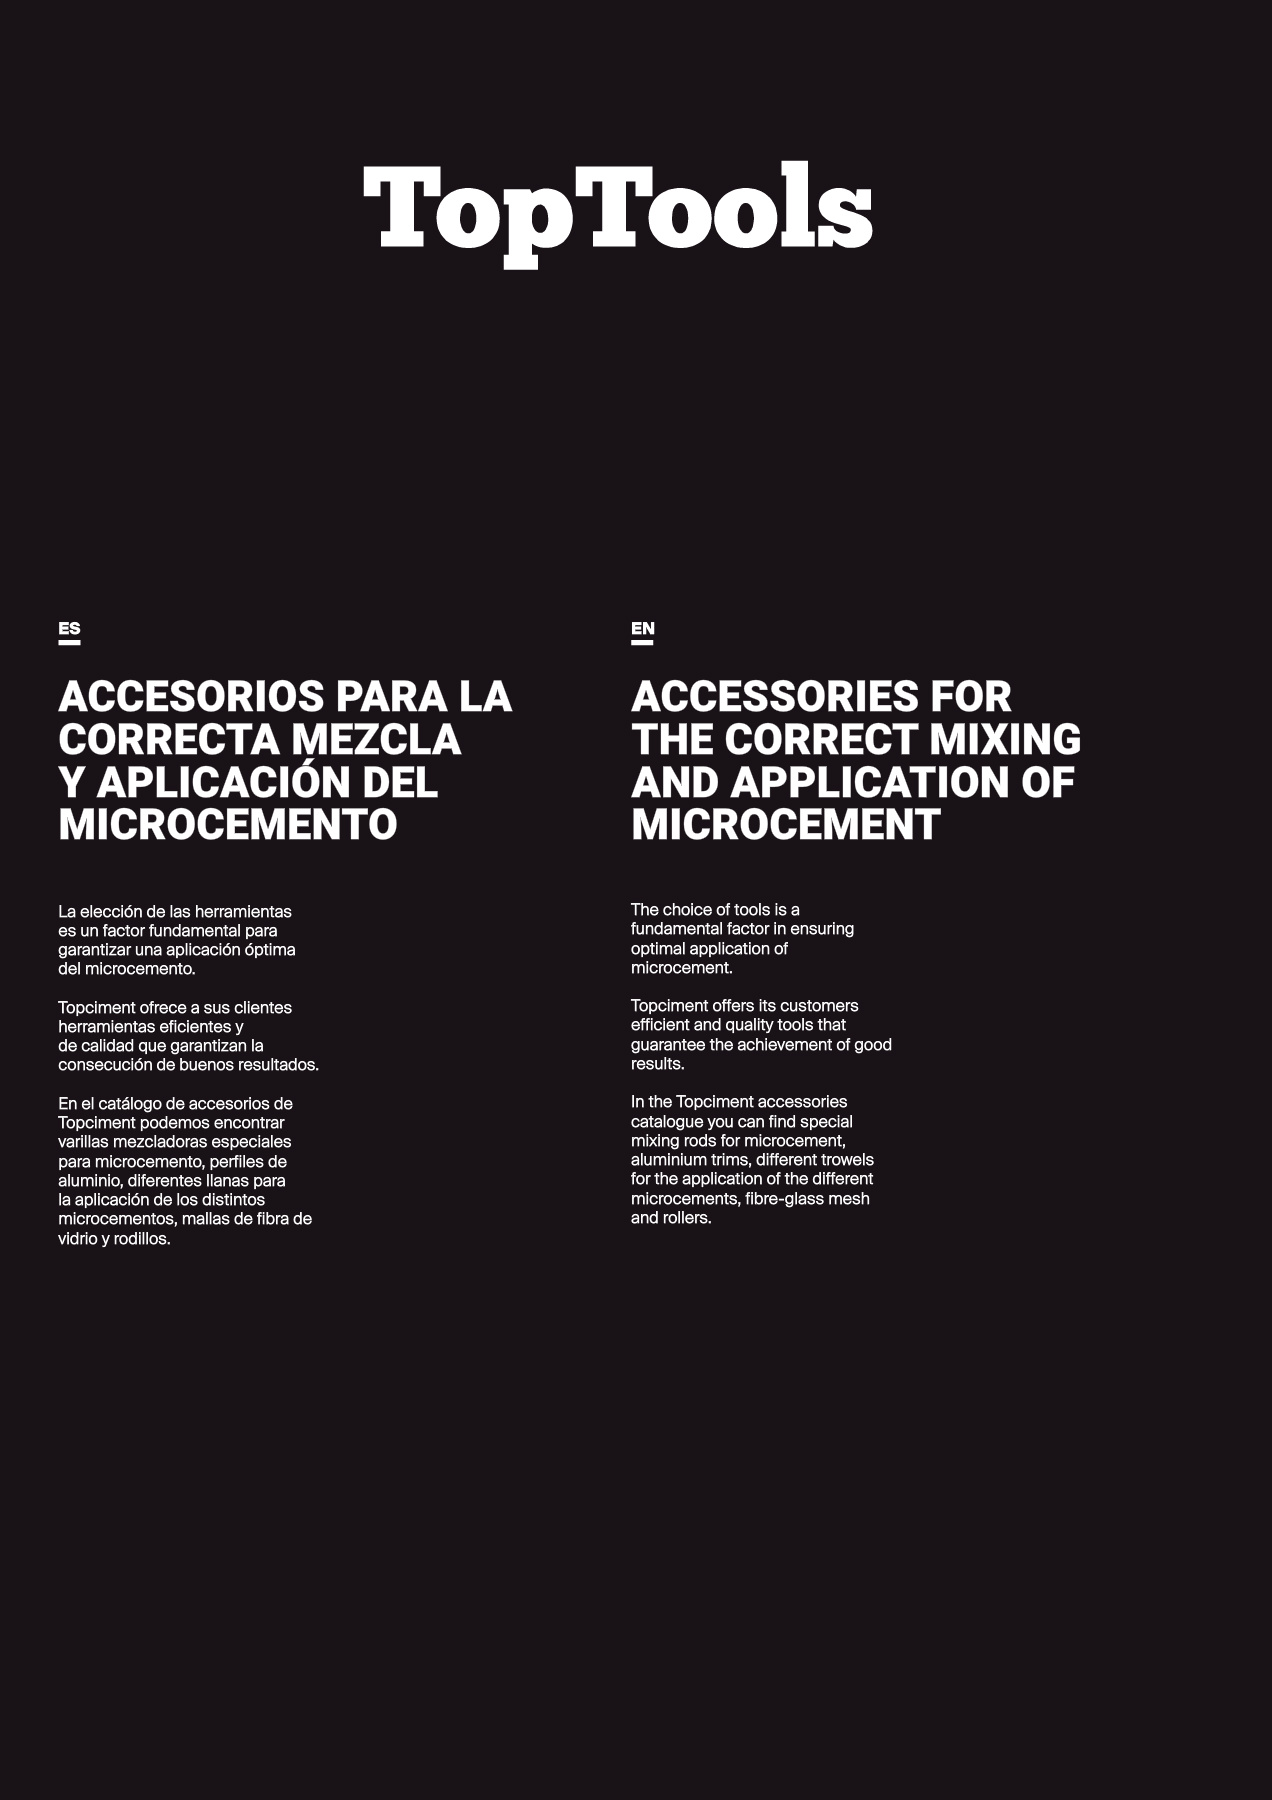 TopTools
ES
ACCESORIOS PARA LA
CORRECTA MEZCLA
Y APLICACIÓN DEL
MICROCEMENTO
La elección de las herramientas
es un factor fundamental para
garantizar una aplicación óptima
del microcemento.
Topciment ofrece a sus clientes
herramientas eficientes y
de calidad que garantizan la
consecución de buenos resultados.
En el catálogo de accesorios de
Topciment podemos encontrar
varillas mezcladoras especiales
para microcemento, perfiles de
aluminio, diferentes llanas para
la aplicación de los distintos
microcementos, mallas de fibra de
vidrio y rodillos.
EN
ACCESSORIES FOR
THE CORRECT MIXING
AND APPLICATION OF
MICROCEMENT
The choice of tools is a
fundamental factor in ensuring
optimal application of
microcement.
Topciment offers its customers
efficient and quality tools that
guarantee the achievement of good
results.
In the Topciment accessories
catalogue you can find special
mixing rods for microcement,
aluminium trims, different trowels
for the application of the different
microcements, fibre-glass mesh
and rollers.